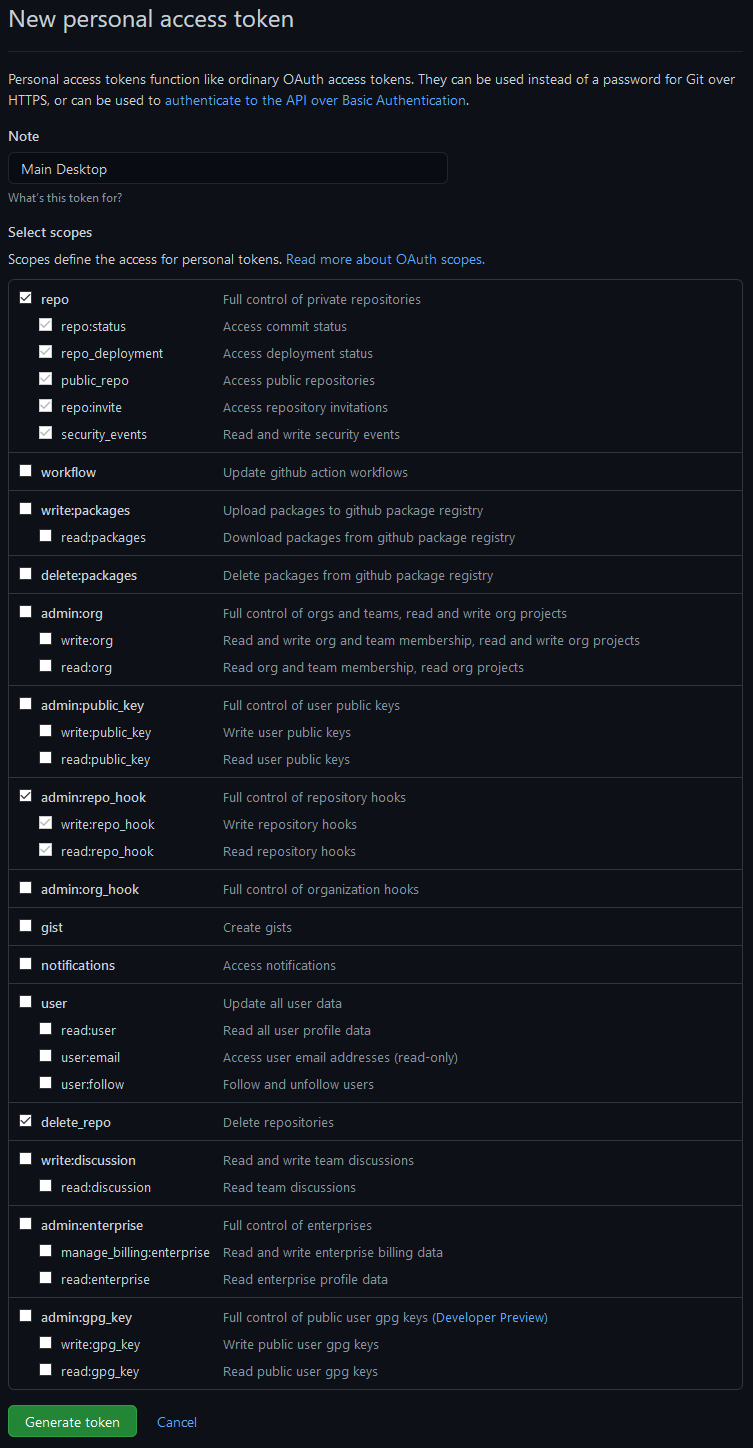 New personal access token
Personal access tokens function like ordinary OAuth access tokens. They can be used instead of a password for Git over
HTTPS, or can be used to authenticate to the API over Basic Authentication.
Note
Main Desktop
What's this token for?
Select scopes
Scopes define the access for personal tokens. Read more about OAuth scopes.
repo Full control of private repositories
repo:status Access commit status
repo_deployment Access deployment status
public_repo Access public repositories
repo:invite Access repository invitations
security_events Read and write security events
workflow Update github action workflows
write:packages Upload packages to github package registry
read:packages Download packages from github package registry
delete:packages Delete packages from github package registry
admin:org Full control of orgs and teams, read and write org projects
write:org Read and write org and team membership, read and write org projects
read:org Read org and team membership, read org projects
admin:public_key Full control of user public keys
write:public_key Write user public keys
read:public_key Read user public keys
admin:repo_hook Full control of repository hooks
write:repo_hook Write repository hooks
read:repo_hook Read repository hooks
admin:org_hook Full control of organization hooks
gist Create gists
notifications Access notifications
user Update all user data
read:user Read all user profile data
user:email Access user email addresses (read-only)
user:follow Follow and unfollow users
delete_repo Delete repositories
write:discussion Read and write team discussions
read:discussion Read team discussions
admin:enterprise Full control of enterprises
manage_billing:enterprise Read and write enterprise billing data
read:enterprise Read enterprise profile data
admin:gpg_key Full control of public user gpg keys (Developer Preview)
write:gpg_key Write public user gpg keys
read:gpg_key Read public user gpg keys
Generate token Cancel